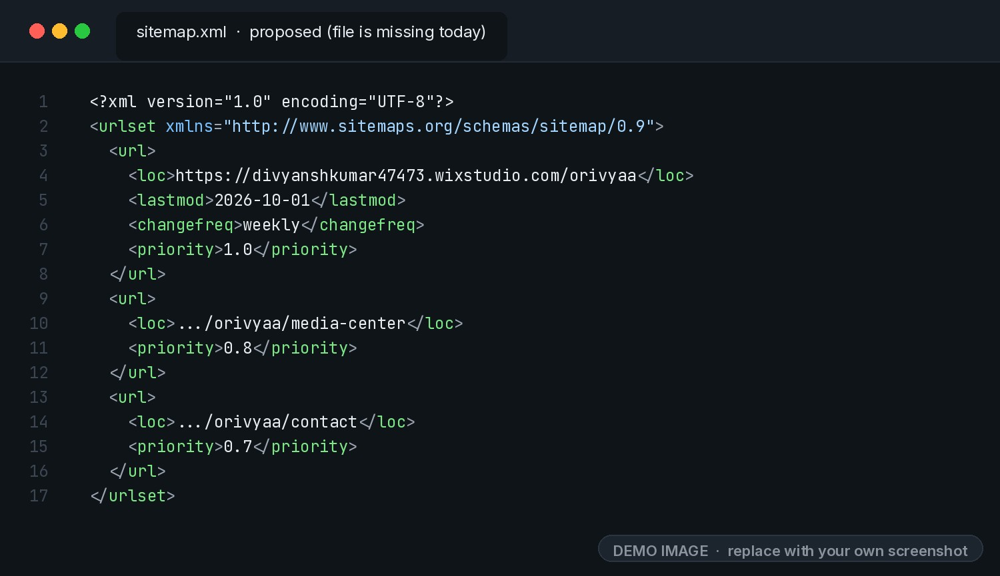 sitemap.xml · proposed (file is missing today)
1 <?xml version="1.0" encoding="UTF-8"?>
2 <urlset xmlns="http://www.sitemaps.org/schemas/sitemap/0.9">
3 <url>
4 <loc>https://divyanshkumar47473.wixstudio.com/orivyaa</loc>
5 <lastmod>2026-10-01</lastmod>
6 <changefreq>weekly</changefreq>
7 <priority>1.0</priority>
8 </url>
9 <url>
10 <loc>.../orivyaa/media-center</loc>
11 <priority>0.8</priority>
12 </url>
13 <url>
14 <loc>.../orivyaa/contact</loc>
15 <priority>0.7</priority>
16 </url>
17 </urlset>
DEMO IMAGE · replace with your own screenshot